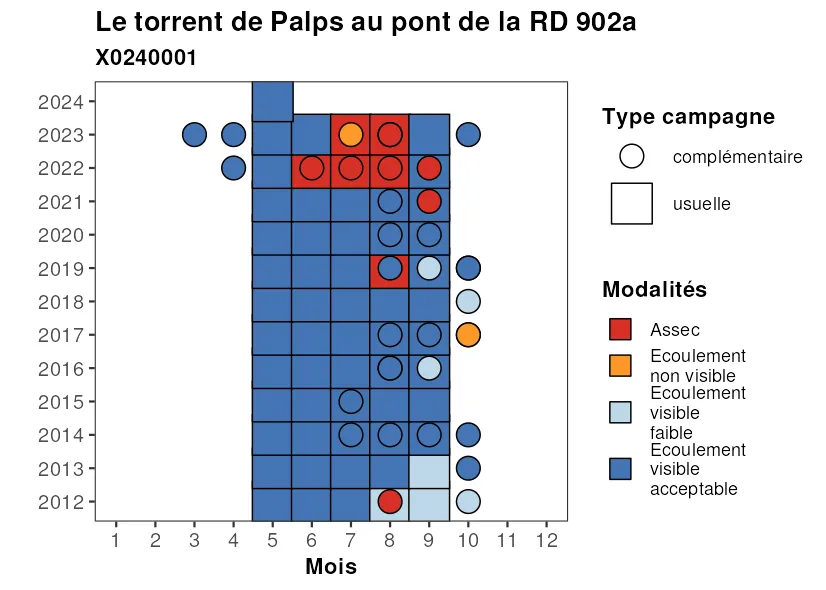 Le torrent de Palps au pont de la RD 902a
X0240001
2024
2023
2022
2021
2020
2019
2018
2017
2016
2015
2014
2013
2012
1 2 3 4 5 6 7 8 9 10 11 12
Mois
Type campagne
complémentaire
usuelle
Modalités
Assec
Ecoulement
non visible
Ecoulement
visible
faible
Ecoulement
visible
acceptable